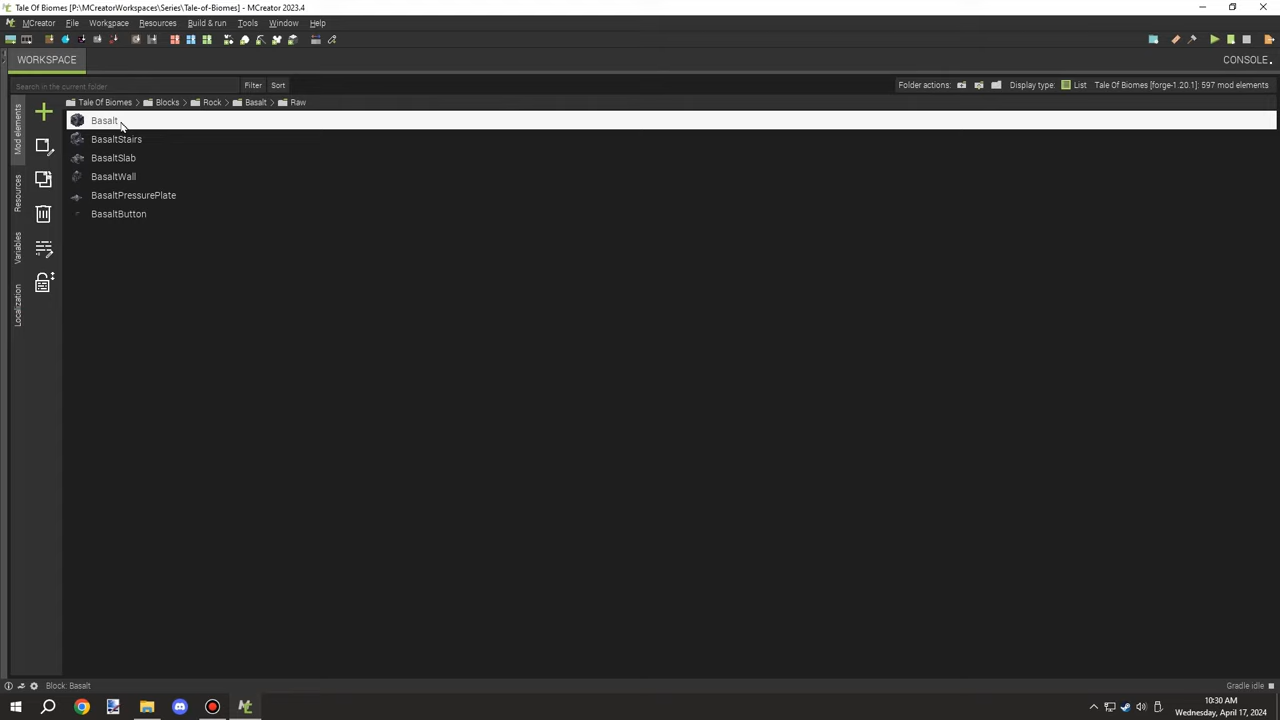 Tale Of Biomes [P:\MCreatorWorkspaces\Series\Tale-of-Biomes] - MCreator 2023.4
MCreator File Workspace Resources Build & run Tools Window Help
WORKSPACE
CONSOLE
Search in the current folder
Filter
Sort
Folder actions:
Display type:
List
Tale Of Biomes [forge-1.20.1]: 597 mod elements
Tale Of Biomes > Blocks > Rock > Basalt > Raw
Mod elements
Resources
Variables
Localization
Basalt
BasaltStairs
BasaltSlab
BasaltWall
BasaltPressurePlate
BasaltButton
Block: Basalt
Gradle idle
10:30 AM
Wednesday, April 17, 2024